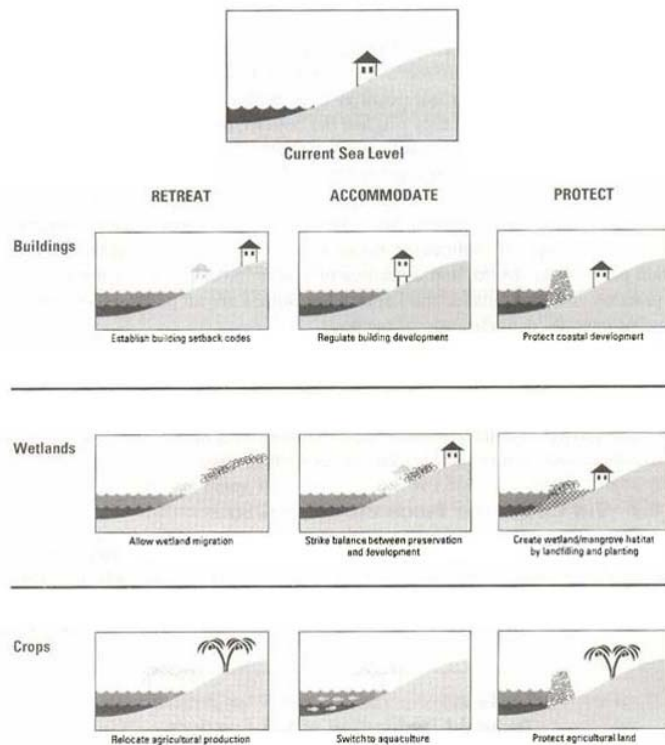 Current Sea Level
RETREAT ACCOMMODATE PROTECT
Buildings
Establish building setback codes Regulate building development Protect coastal development
Wetlands
Allow wetland migration Strike balance between preservation Create wetland/mangrove habitat
and development by landfilling and planting
Crops
Relocate agricultural production Switch to aquaculture Protect agricultural land